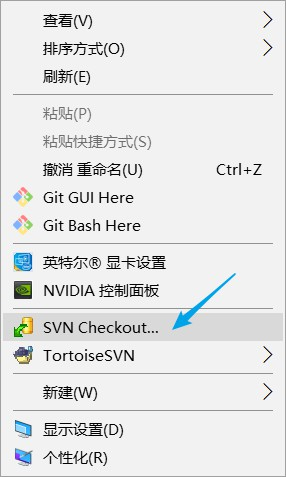 查看(V)
排序方式(O)
刷新(E)
粘贴(P)
粘贴快捷方式(S)
撤消 重命名(U) Ctrl+Z
Git GUI Here
Git Bash Here
英特尔® 显卡设置
NVIDIA 控制面板
SVN Checkout...
TortoiseSVN
新建(W)
显示设置(D)
个性化(R)